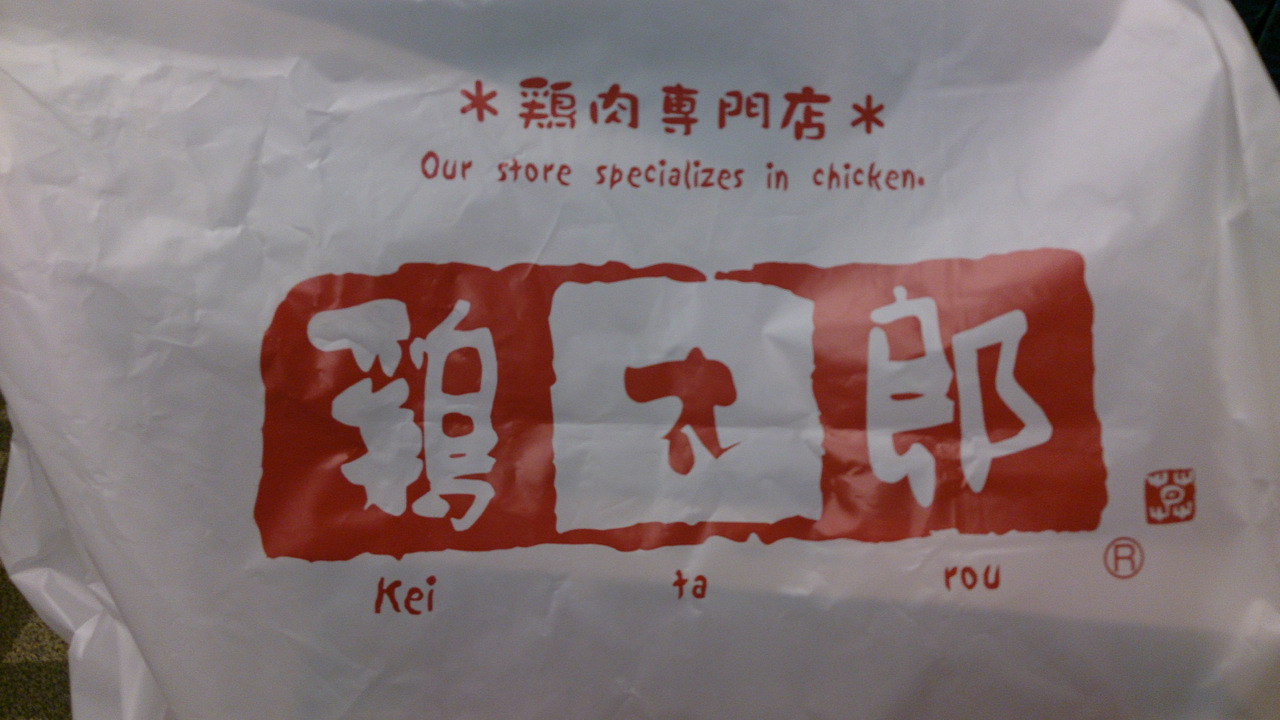 *鶏肉専門店*
Our store specializes in chicken.
鶏太郎
®
Kei ta rou